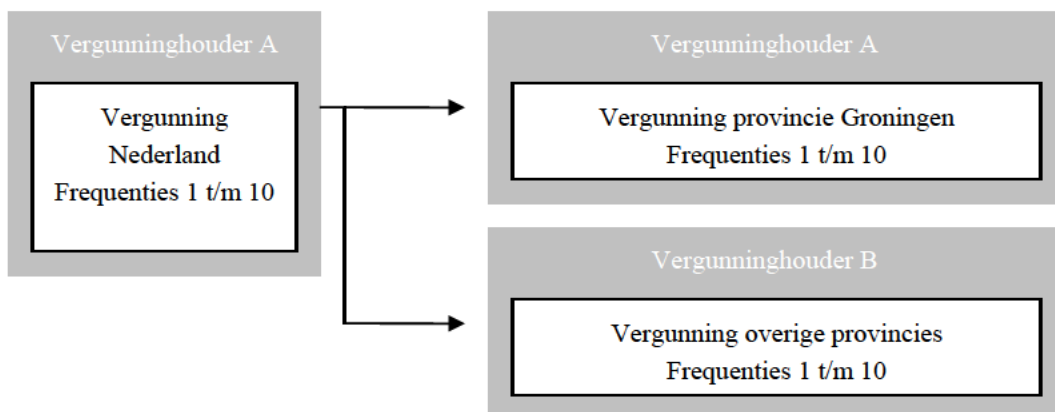 Vergunninghouder A
Vergunning
Nederland
Frequenties 1 t/m 10
Vergunninghouder A
Vergunning provincie Groningen
Frequenties 1 t/m 10
Vergunninghouder B
Vergunning overige provincies
Frequenties 1 t/m 10